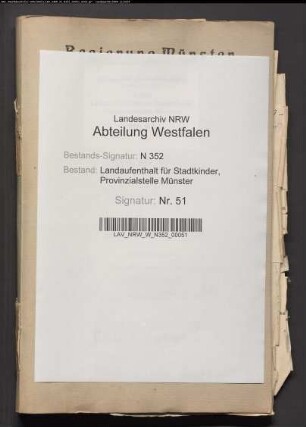 Regierung Münster
Landesarchiv NRW
Abteilung Westfalen
Bestands-Signatur: N 352
Bestand: Landaufenthalt für Stadtkinder,
Provinzialstelle Münster
Signatur: Nr. 51
LAV_NRW_W_N352_00051